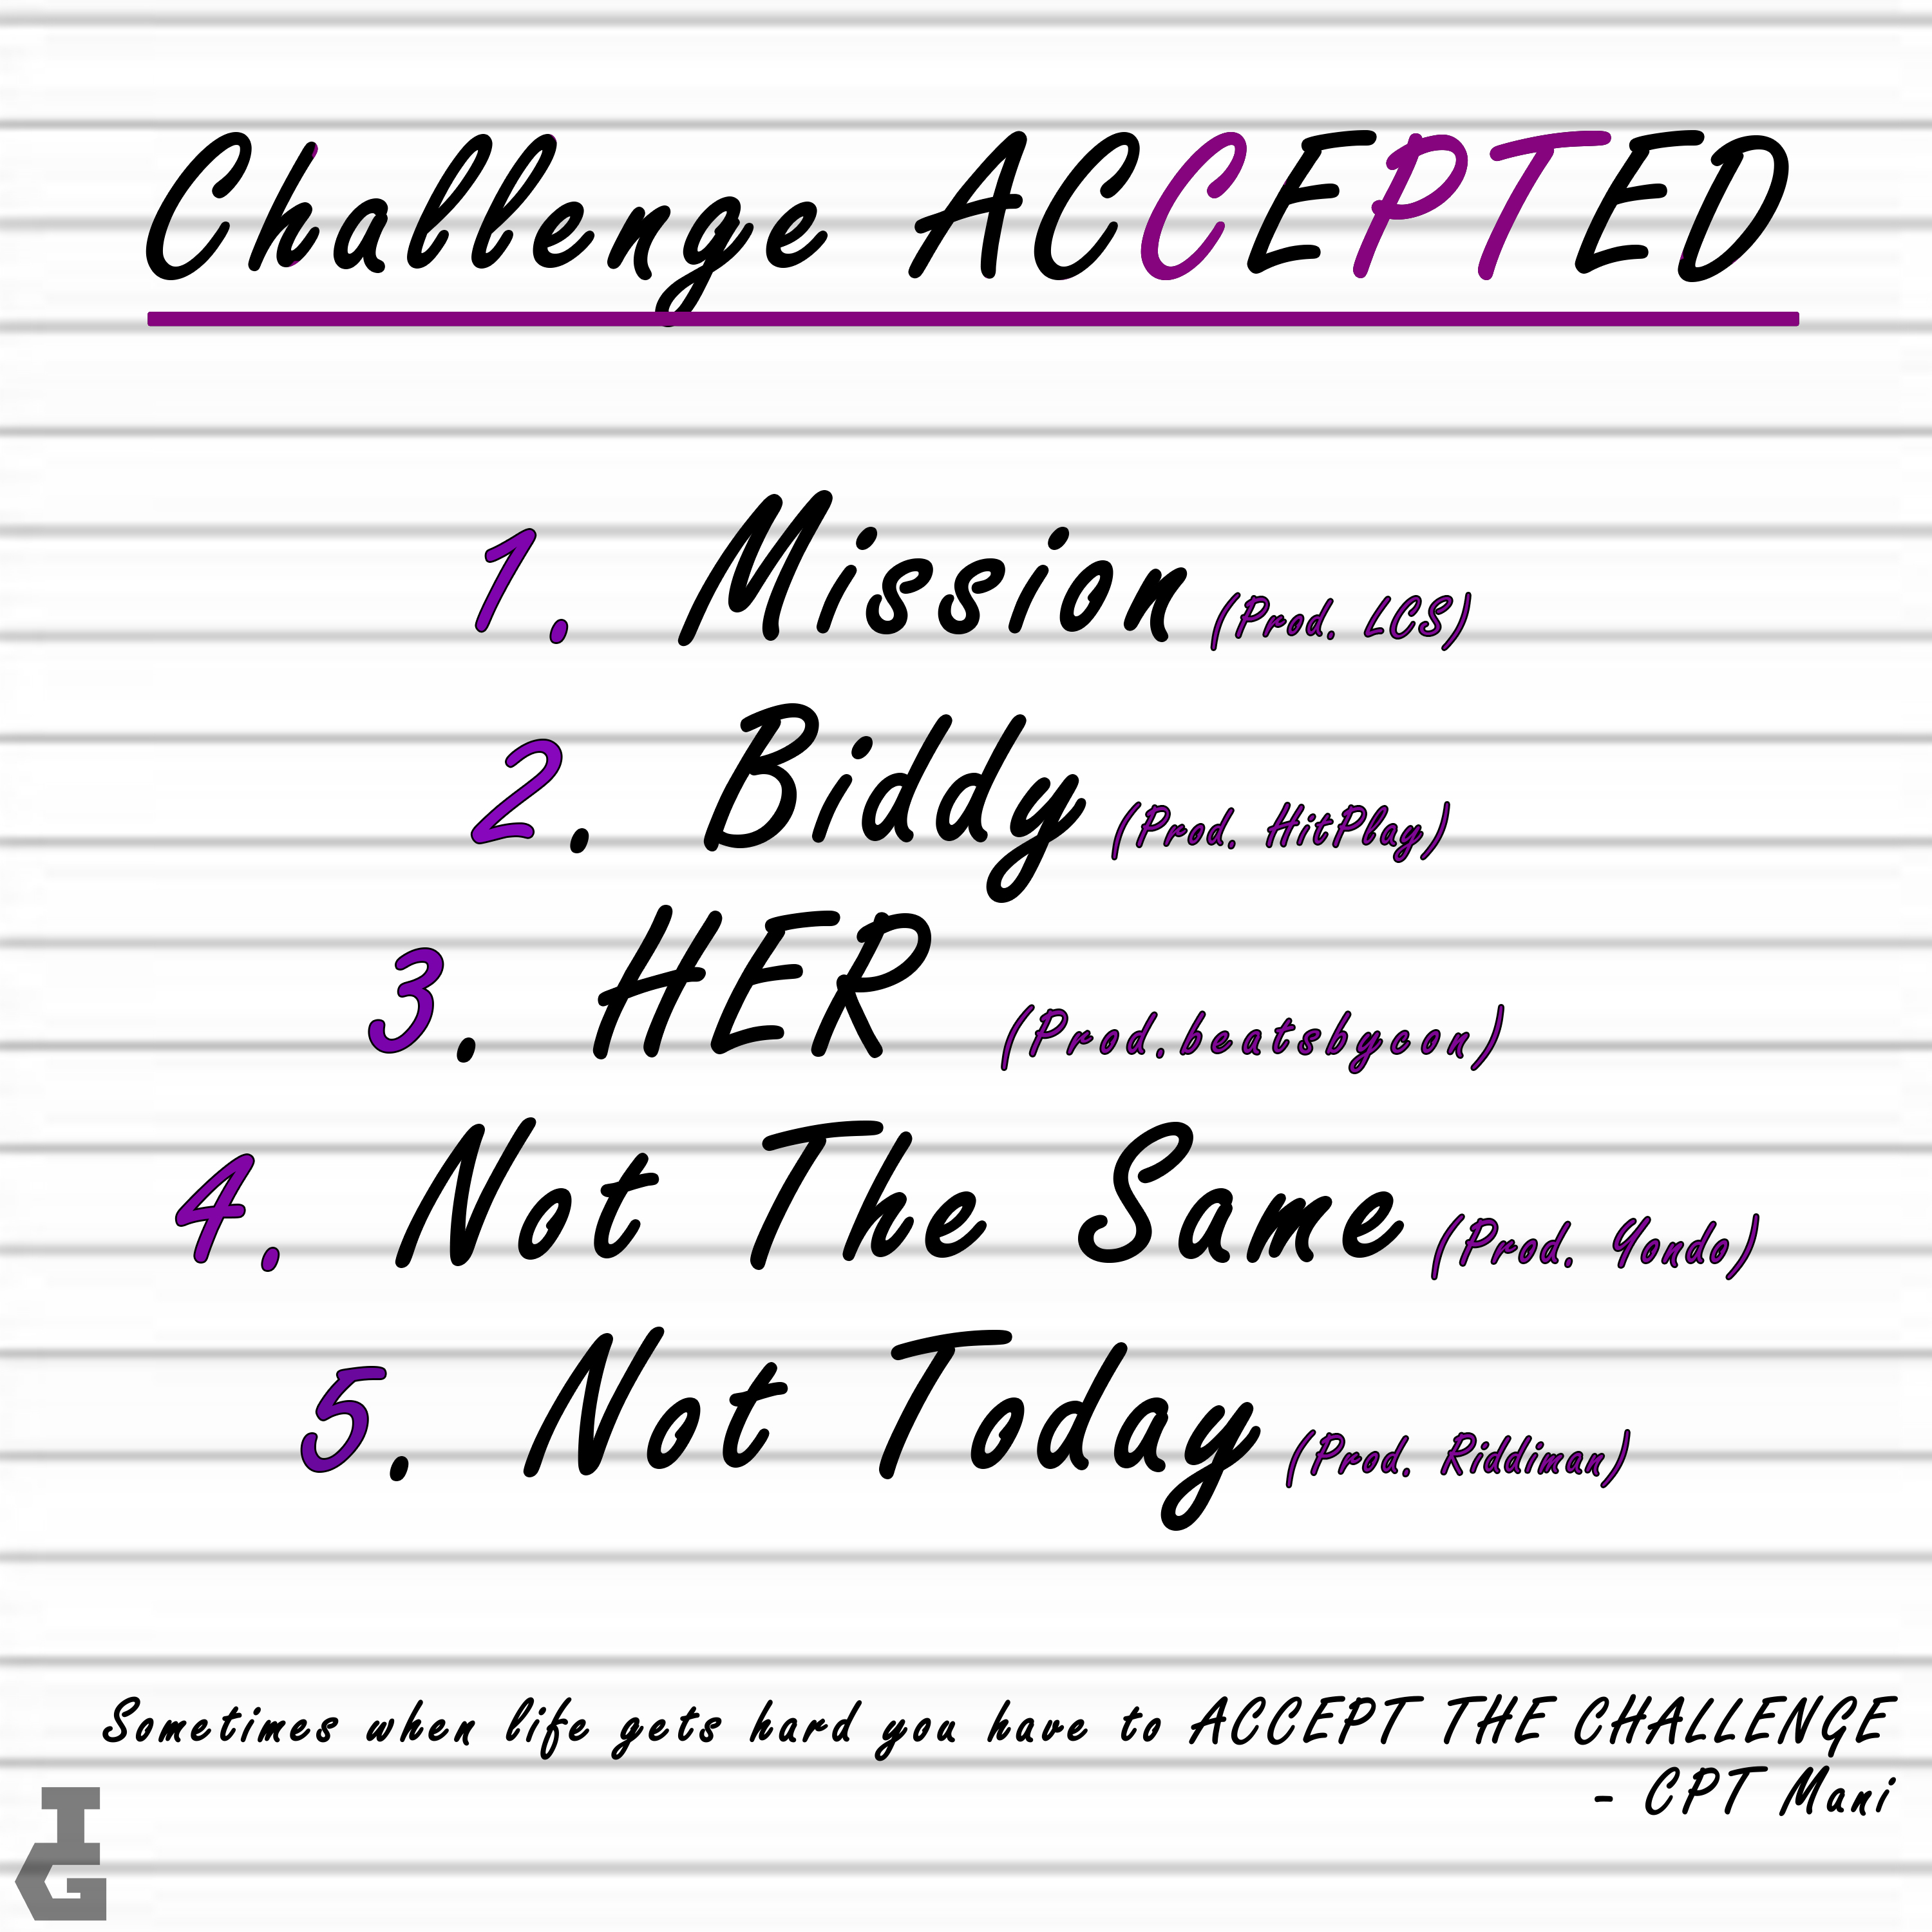 Challenge ACCEPTED
1. Mission (Prod. LCS)
2. Biddy (Prod. HitPlay)
3. HER (Prod.beatsbycon)
4. Not The Same (Prod. Yondo)
5. Not Today (Prod. Riddiman)
Sometimes when life gets hard you have to ACCEPT THE CHALLENGE
- CPT Mani
IG